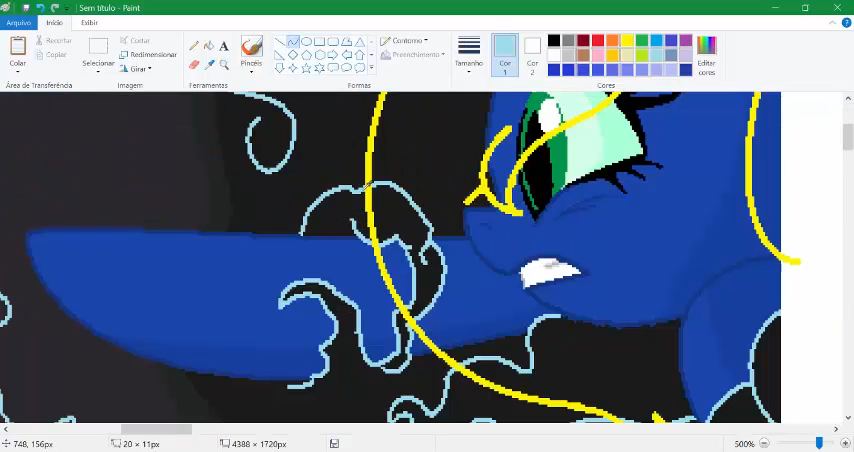 Sem título - Paint
Arquivo Início Exibir
Colar
Recortar
Copiar
Área de Transferência
Selecionar
Cortar
Redimensionar
Girar
Imagem
A
Ferramentas
Pincéis
Contorno
Preenchimento
Formas
Tamanho
Cor 1
Cor 2
Editar cores
Cores
748, 156px
20 × 11px
4388 × 1720px
500%